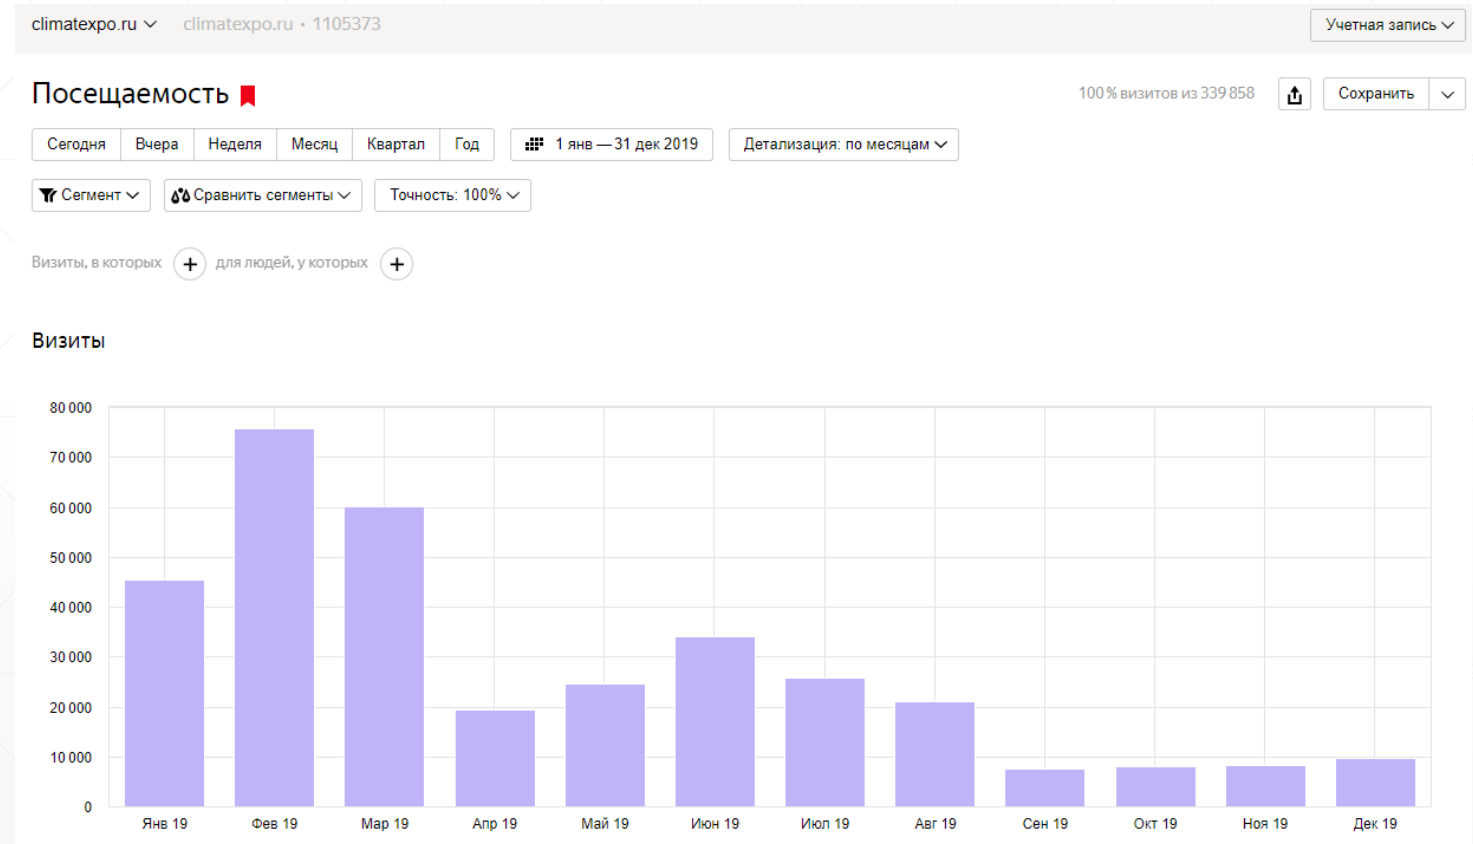 climatexpo.ru climatexpo.ru • 1105373 Учетная запись
Посещаемость 100 % визитов из 339 858 Сохранить
Сегодня Вчера Неделя Месяц Квартал Год 1 янв — 31 дек 2019 Детализация: по месяцам
Сегмент Сравнить сегменты Точность: 100%
Визиты, в которых + для людей, у которых +
Визиты
80 000
70 000
60 000
50 000
40 000
30 000
20 000
10 000
0
Янв 19 Фев 19 Мар 19 Апр 19 Май 19 Июн 19 Июл 19 Авг 19 Сен 19 Окт 19 Ноя 19 Дек 19